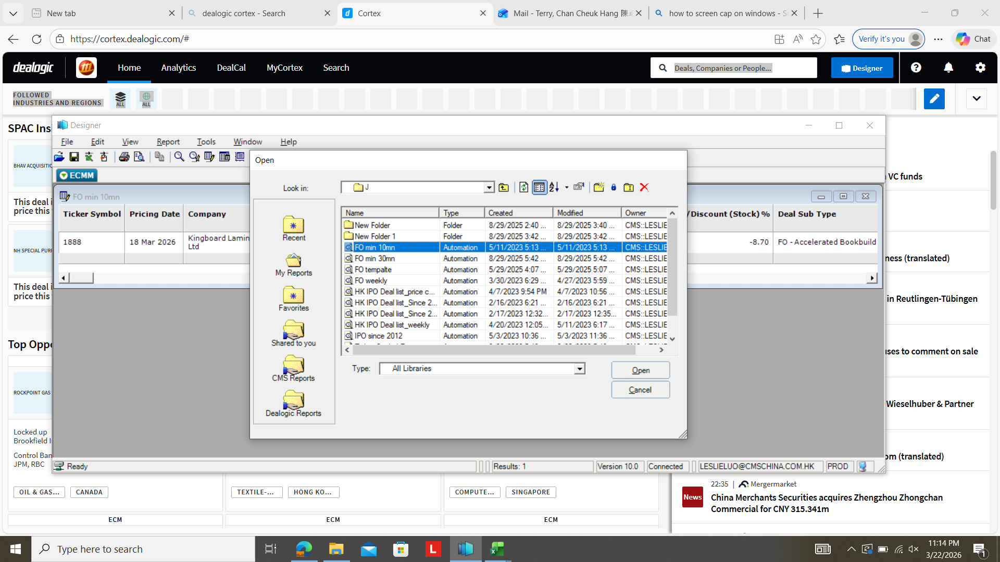 New tab
dealogic cortex - Search
Cortex
Mail - Terry, Chan Cheuk Hang 陳
how to screen cap on windows - S
https://cortex.dealogic.com/#
Verify it's you
Chat
dealogic
Home
Analytics
DealCal
MyCortex
Search
Deals, Companies or People...
Designer
FOLLOWED
INDUSTRIES AND REGIONS
ALL
ALL
SPAC Ins
BHAV ACQUISITIO
This deal i
price this
NH SPECIAL PURP
This deal i
price this
Top Oppo
ROCKPOINT GAS
Locked up
Brookfield I
Control Ban
JPM, RBC
Designer
File Edit View Report Tools Window Help
ECMM
FO min 10mn
Ticker Symbol Pricing Date Company /Discount (Stock) % Deal Sub Type
1888 18 Mar 2026 Kingboard Lamin -8.70 FO - Accelerated Bookbuild
Ltd
Open
Look in: J
Recent
My Reports
Favorites
Shared to you
CMS Reports
Dealogic Reports
Name Type Created Modified Owner
New Folder Folder 8/29/2025 2:40 ... 8/29/2025 3:40 ... CMS::LESLIE
New Folder 1 Folder 8/29/2025 3:42 ... 8/29/2025 3:42 ... CMS::LESLIE
FO min 10mn Automation 5/11/2023 5:13 ... 5/11/2023 5:13 ... CMS::LESLIE
FO min 30mn Automation 8/29/2025 5:42 ... 8/29/2025 5:42 ... CMS::LESLIE
FO tempalte Automation 5/29/2025 4:07 ... 5/29/2025 5:07 ... CMS::LESLIE
FO weekly Automation 3/30/2023 6:29 ... 4/27/2023 5:59 ... CMS::LESLIE
HK IPO Deal list_price c... Automation 4/7/2023 9:54 PM 4/7/2023 10:56 ... CMS::LESLIE
HK IPO Deal list_Since 2... Automation 2/16/2023 6:21 ... 2/16/2023 6:21 ... CMS::LESLIE
HK IPO Deal list_Since 2... Automation 2/17/2023 12:32... 2/17/2023 12:35... CMS::LESLIE
HK IPO Deal list_weekly Automation 4/20/2023 12:05... 5/11/2023 6:17 ... CMS::LESLIE
IPO since 2012 Automation 5/3/2023 10:36 ... 5/3/2023 11:36 ... CMS::LESLIE
Type: All Libraries
Open
Cancel
Ready
Results: 1
Version 10.0
Connected
LESLIELUO@CMSCHINA.COM.HK
PROD
VC funds
ness (translated)
in Reutlingen-Tübingen
uses to comment on sale
Wieselhuber & Partner
om (translated)
OIL & GAS...
CANADA
TEXTILE-...
HONG KO...
COMPUTE...
SINGAPORE
ECM
ECM
ECM
22:35 | Mergermarket
News
China Merchants Securities acquires Zhengzhou Zhongchan
Commercial for CNY 315.341m
Type here to search
L
11:14 PM
3/22/2026
1